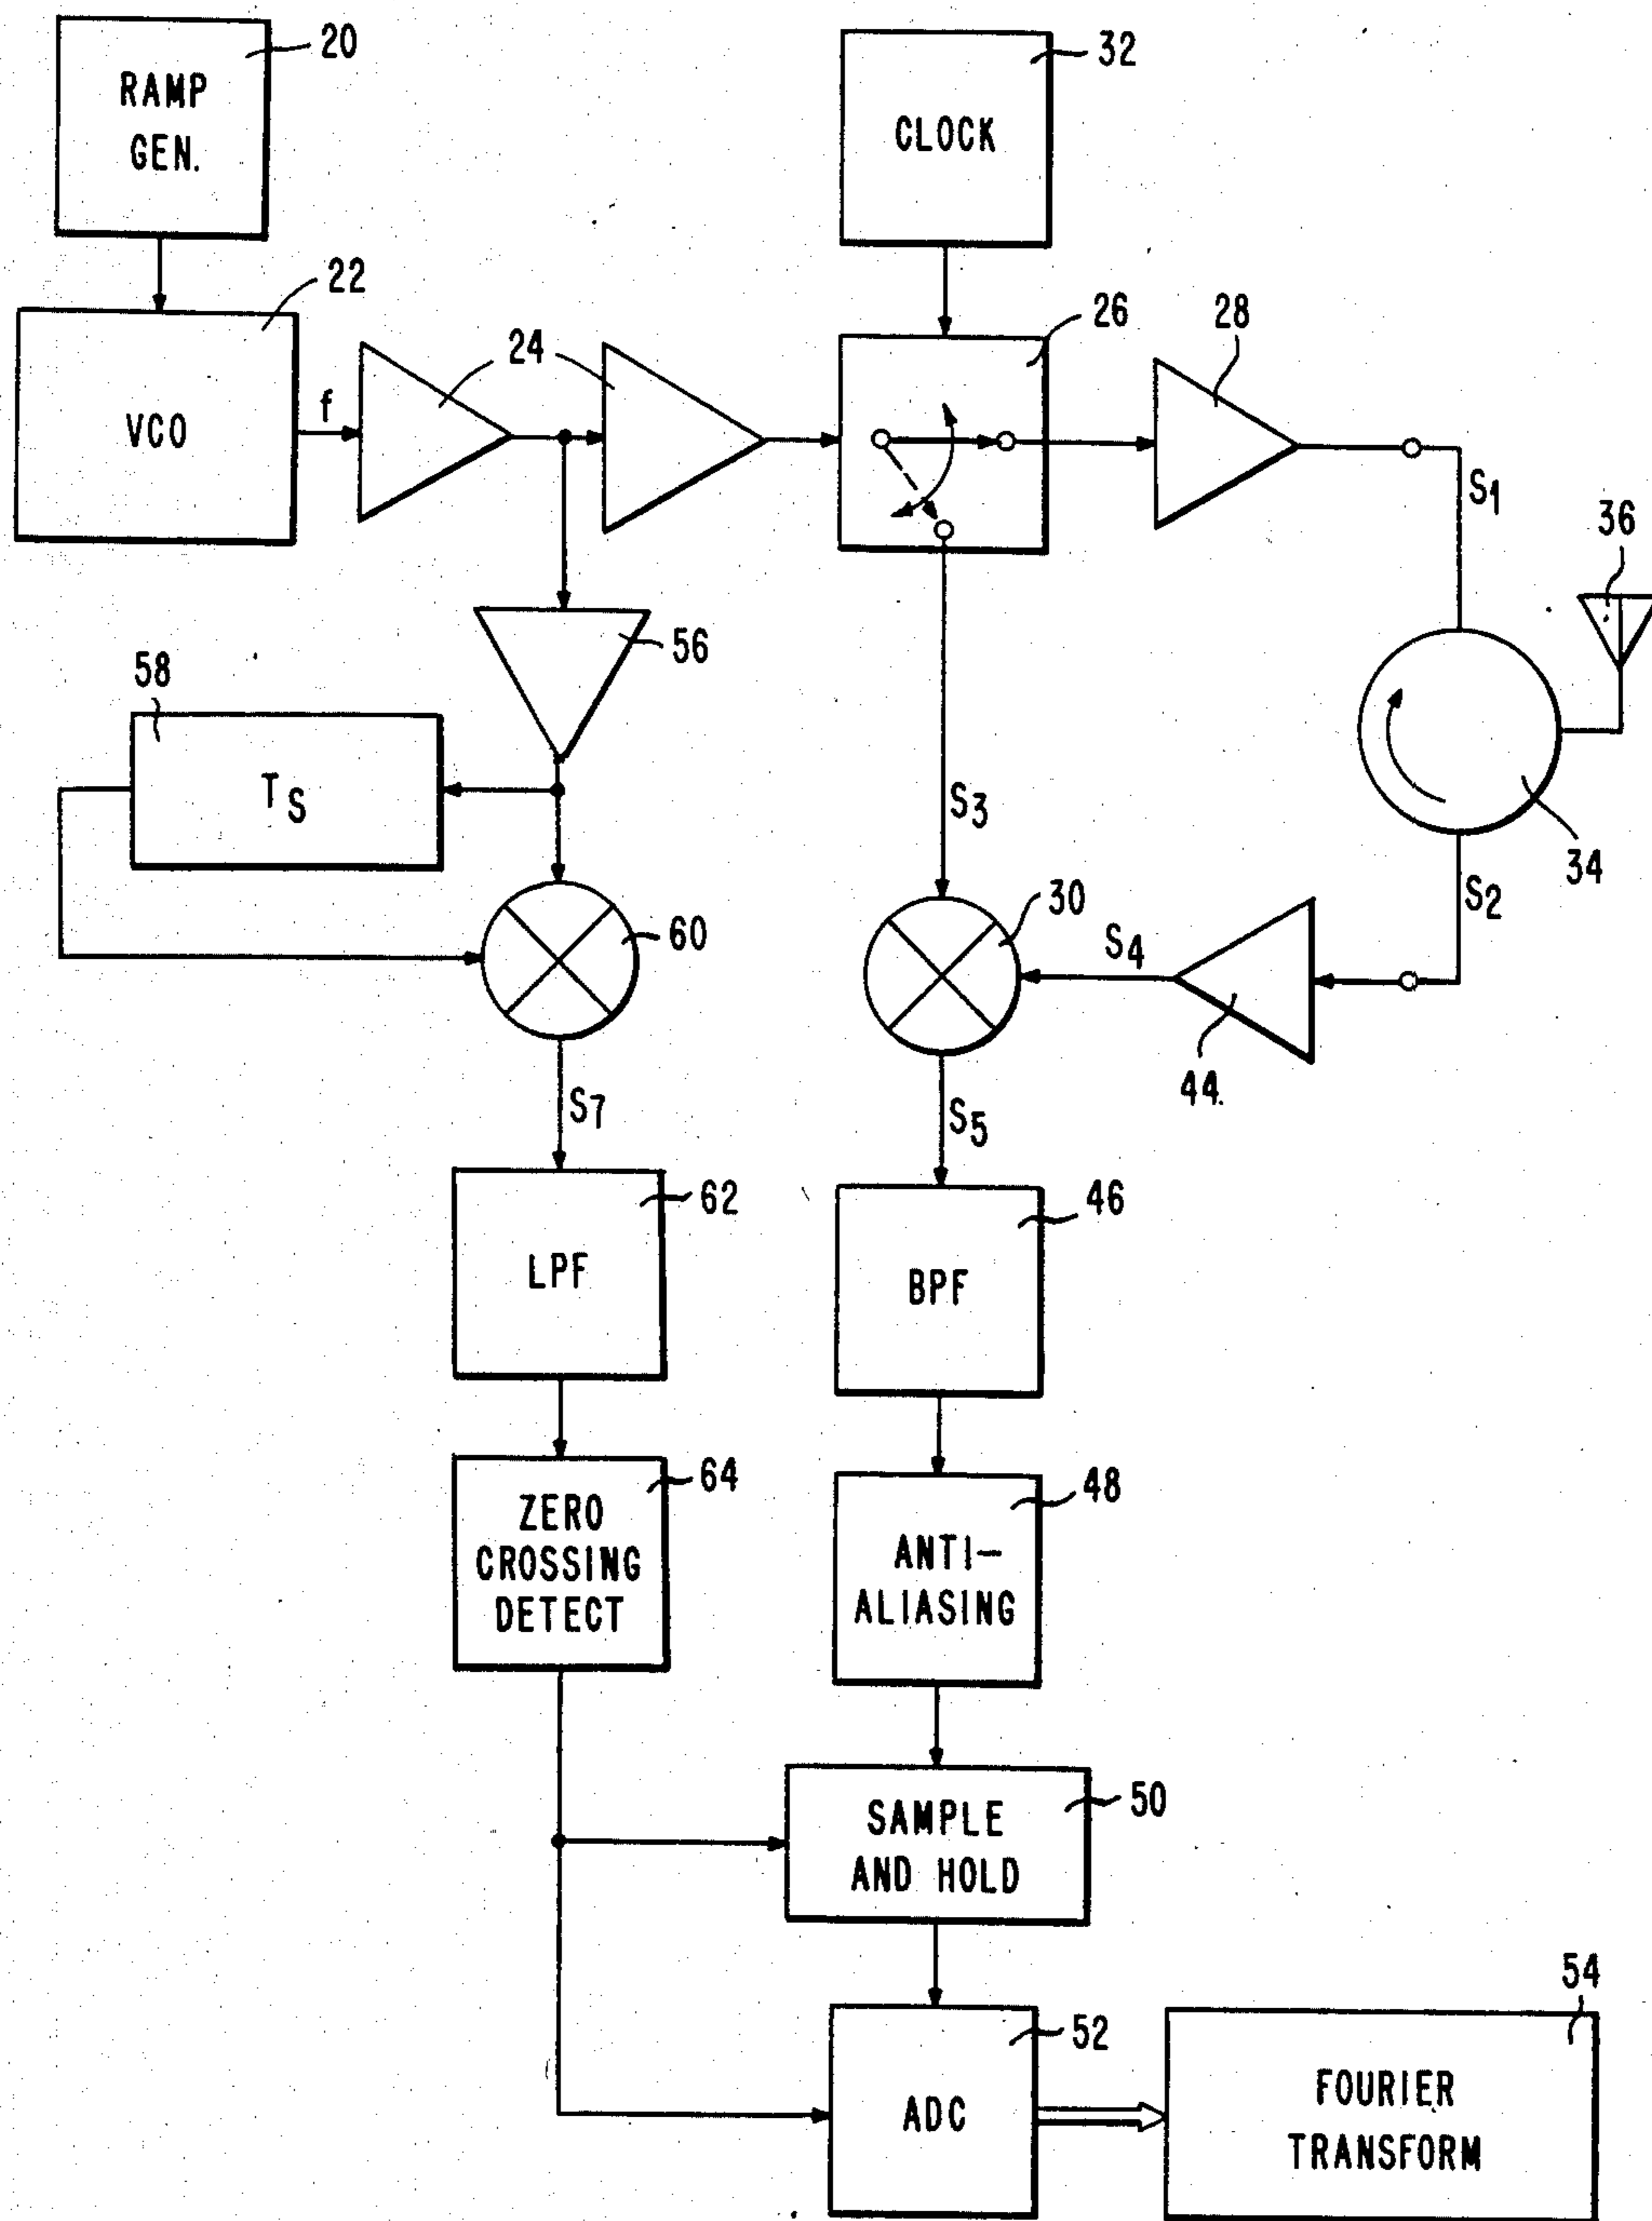 20
RAMP
GEN.
32
CLOCK
22
VCO
f
24
26
28
S1
36
56
58
TS
S3
34
S2
60
30
S4
44.
S7
S5
62
LPF
46
BPF
64
ZERO
CROSSING
DETECT
48
ANTI-
ALIASING
50
SAMPLE
AND HOLD
54
52
ADC
FOURIER
TRANSFORM